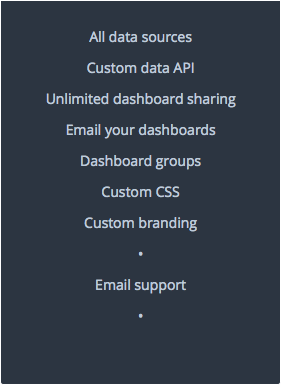 All data sources
Custom data API
Unlimited dashboard sharing
Email your dashboards
Dashboard groups
Custom CSS
Custom branding
•
Email support
•